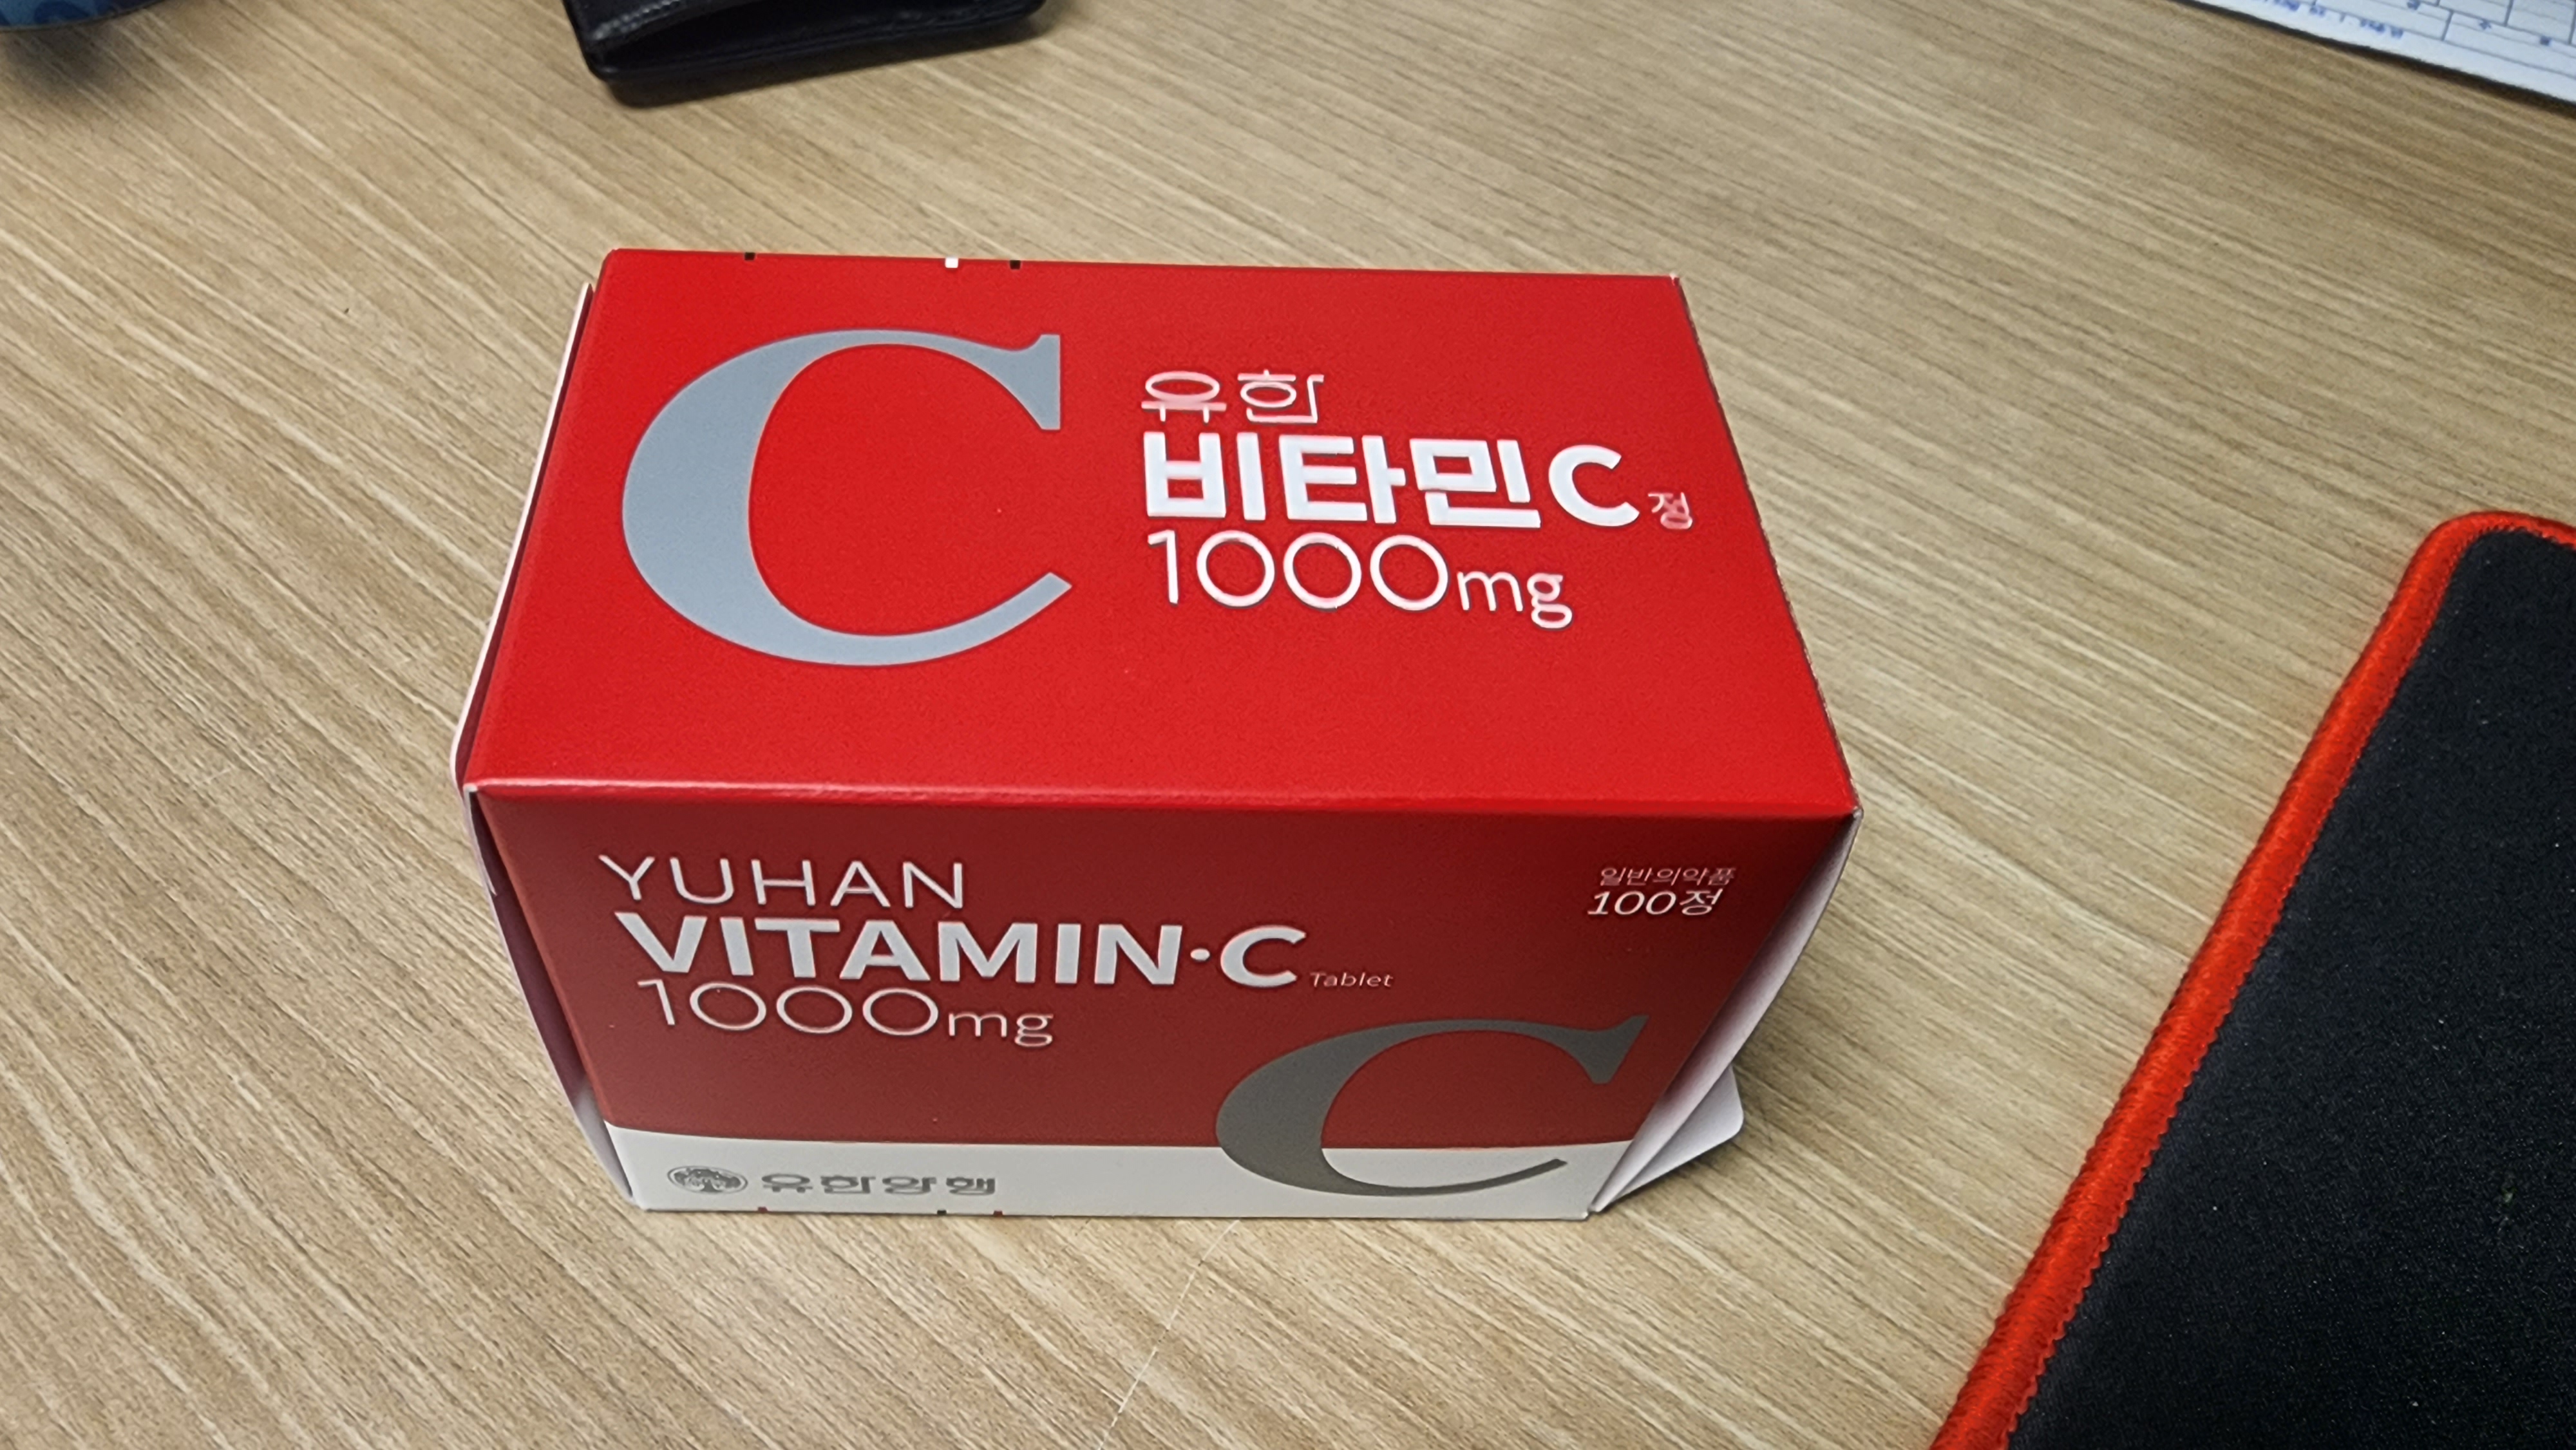 C
유한
비타민C 정
1000mg
YUHAN
VITAMIN·C Tablet
1000mg
일반의약품
100정
C
유한양행